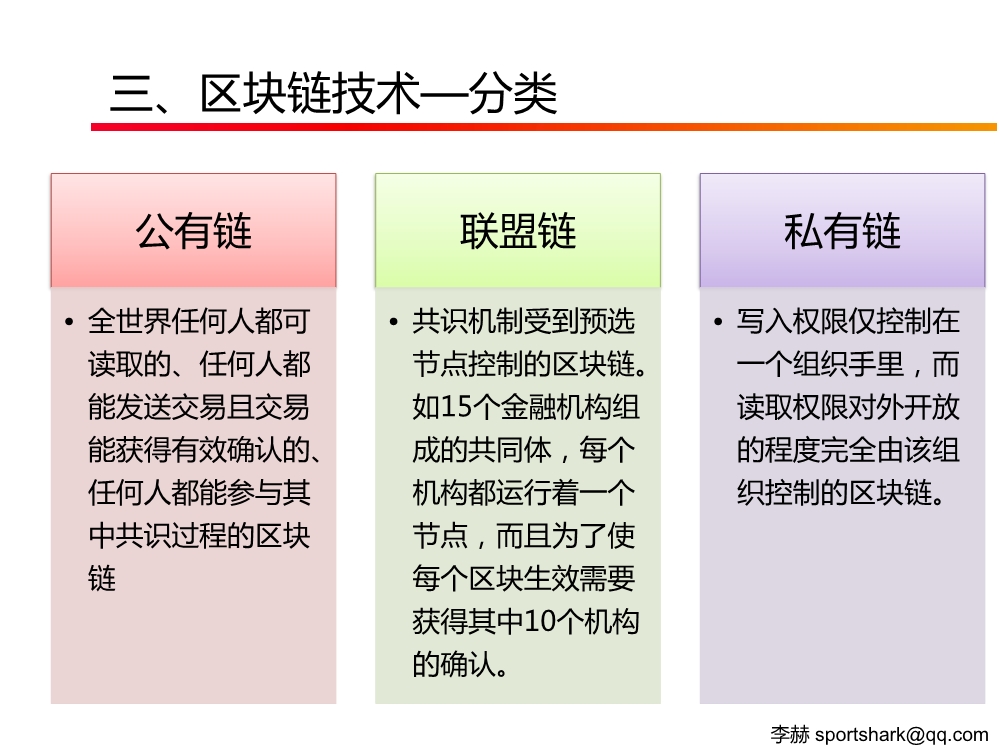 三、区块链技术—分类
公有链
• 全世界任何人都可
读取的、任何人都
能发送交易且交易
能获得有效确认的、
任何人都能参与其
中共识过程的区块
链
联盟链
• 共识机制受到预选
节点控制的区块链。
如15个金融机构组
成的共同体，每个
机构都运行着一个
节点，而且为了使
每个区块生效需要
获得其中10个机构
的确认。
私有链
• 写入权限仅控制在
一个组织手里，而
读取权限对外开放
的程度完全由该组
织控制的区块链。
李赫 sportshark@qq.com